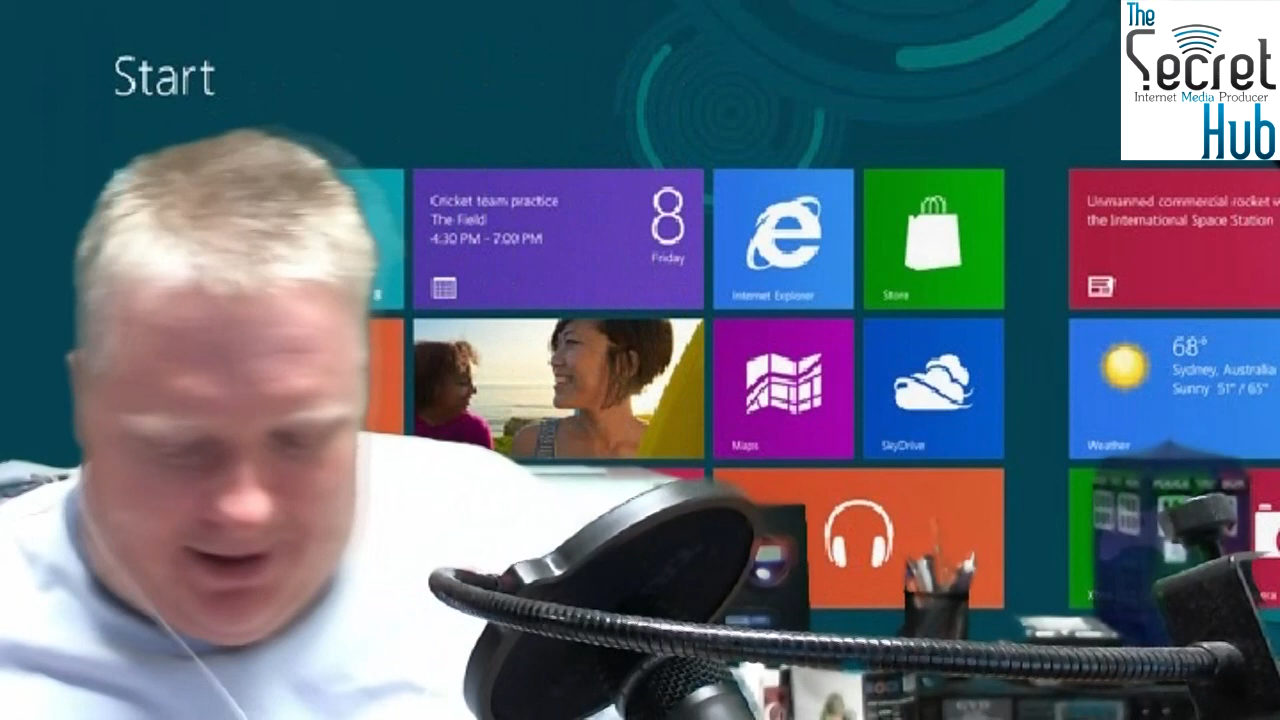 Start
The
Secret
Internet Media Producer
Hub
Cricket team practice
The Field
4:30 PM - 7:00 PM
8
Friday
Internet Explorer
Store
Unmanned commercial rocket
the International Space Station
Maps
SkyDrive
68°
Sydney, Australia
Sunny 51° / 65°
Weather